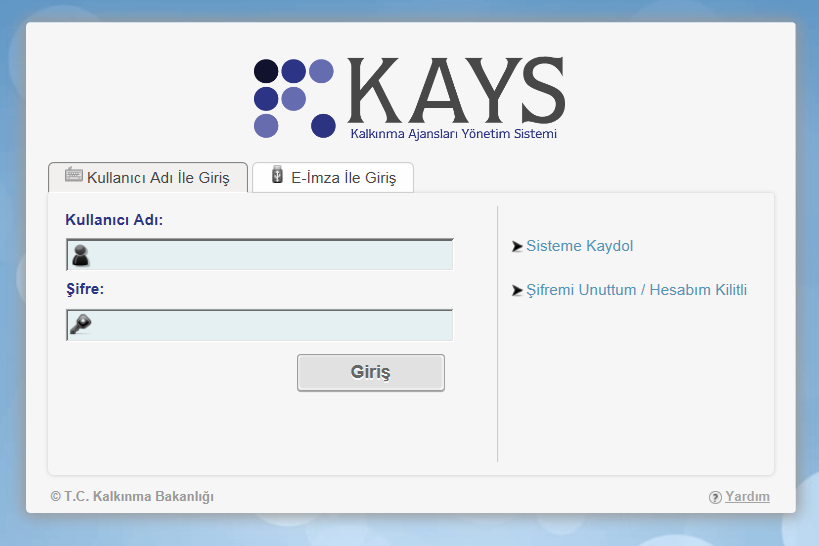 KAYS
Kalkınma Ajansları Yönetim Sistemi
Kullanıcı Adı İle Giriş
E-İmza İle Giriş
Kullanıcı Adı:
Şifre:
Giriş
Sisteme Kaydol
Şifremi Unuttum / Hesabım Kilitli
© T.C. Kalkınma Bakanlığı
? Yardım